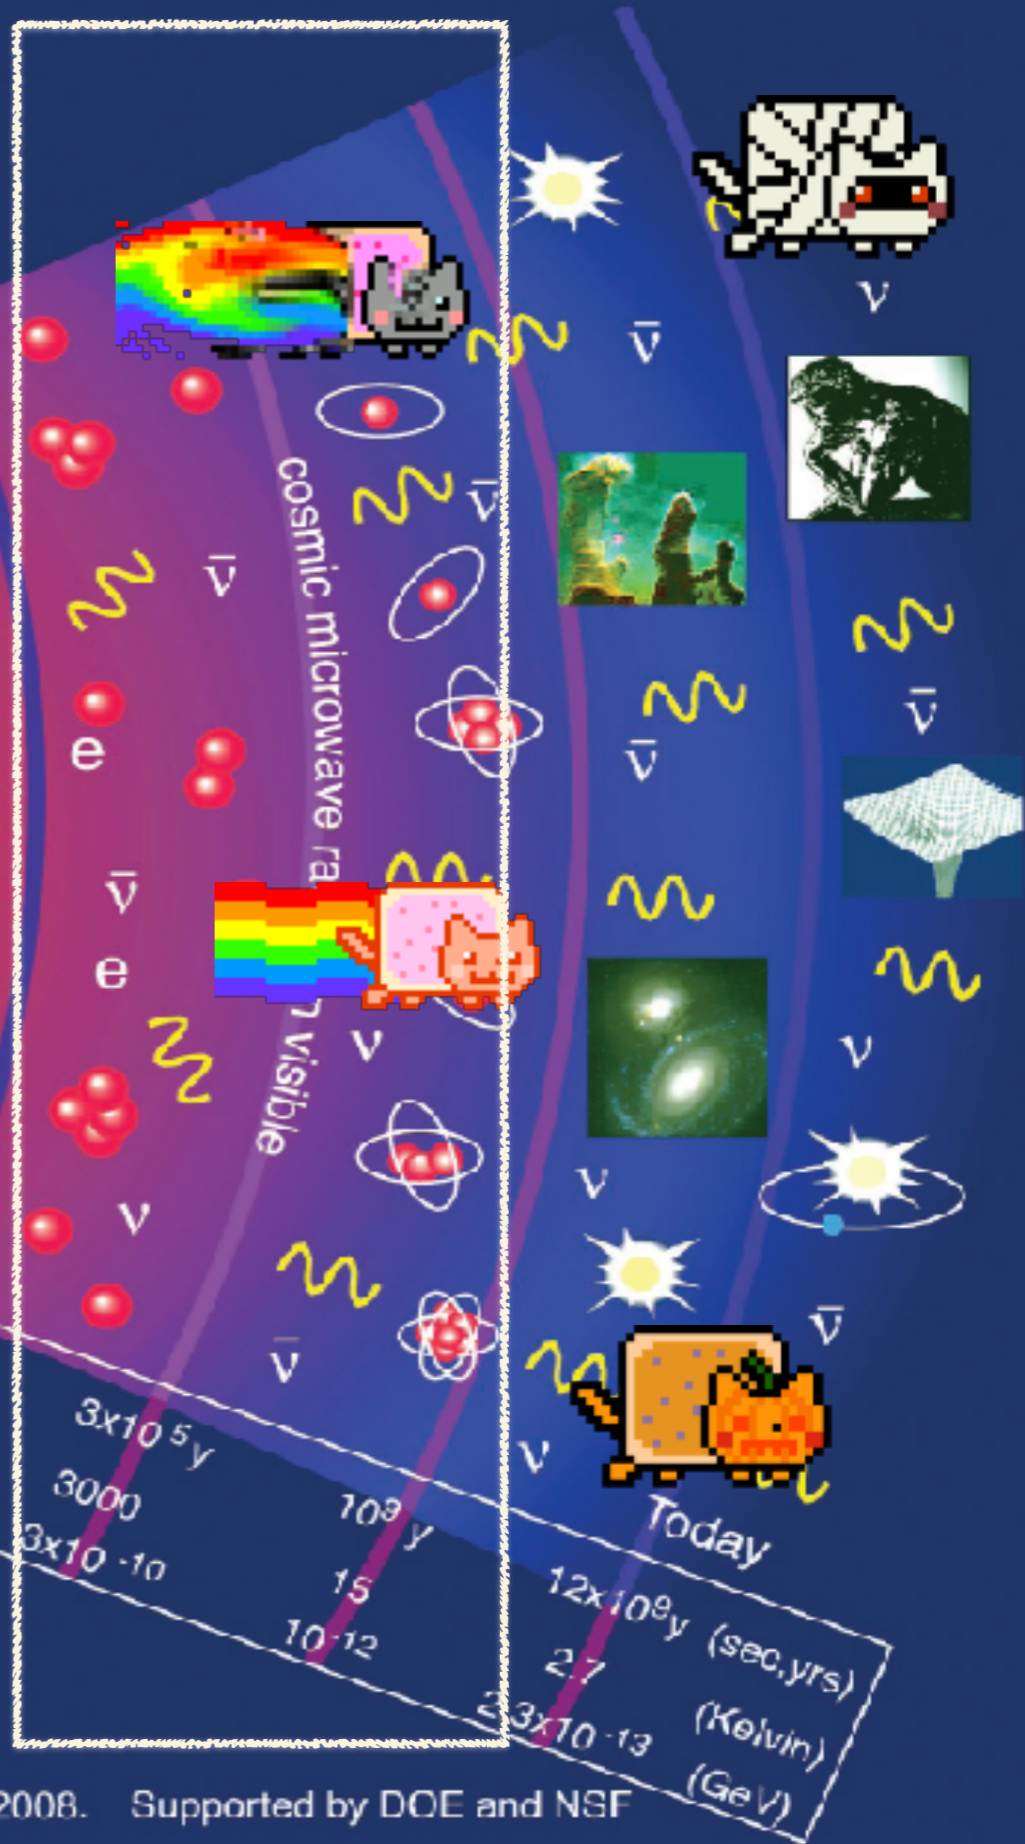 ν
ν̄
cosmic microwave ra
n visible
ν̄
ν̄
ν̄
e
ν̄
ν̄
e
ν
ν
ν
ν
ν̄
ν̄
ν
Today
3x10⁵y 10⁹y 12x10⁹y (sec,yrs)
3000 15 2.7 (Kelvin)
3x10⁻¹⁰ 10⁻¹² 2.3x10⁻¹³ (GeV)
2008. Supported by DOE and NSF